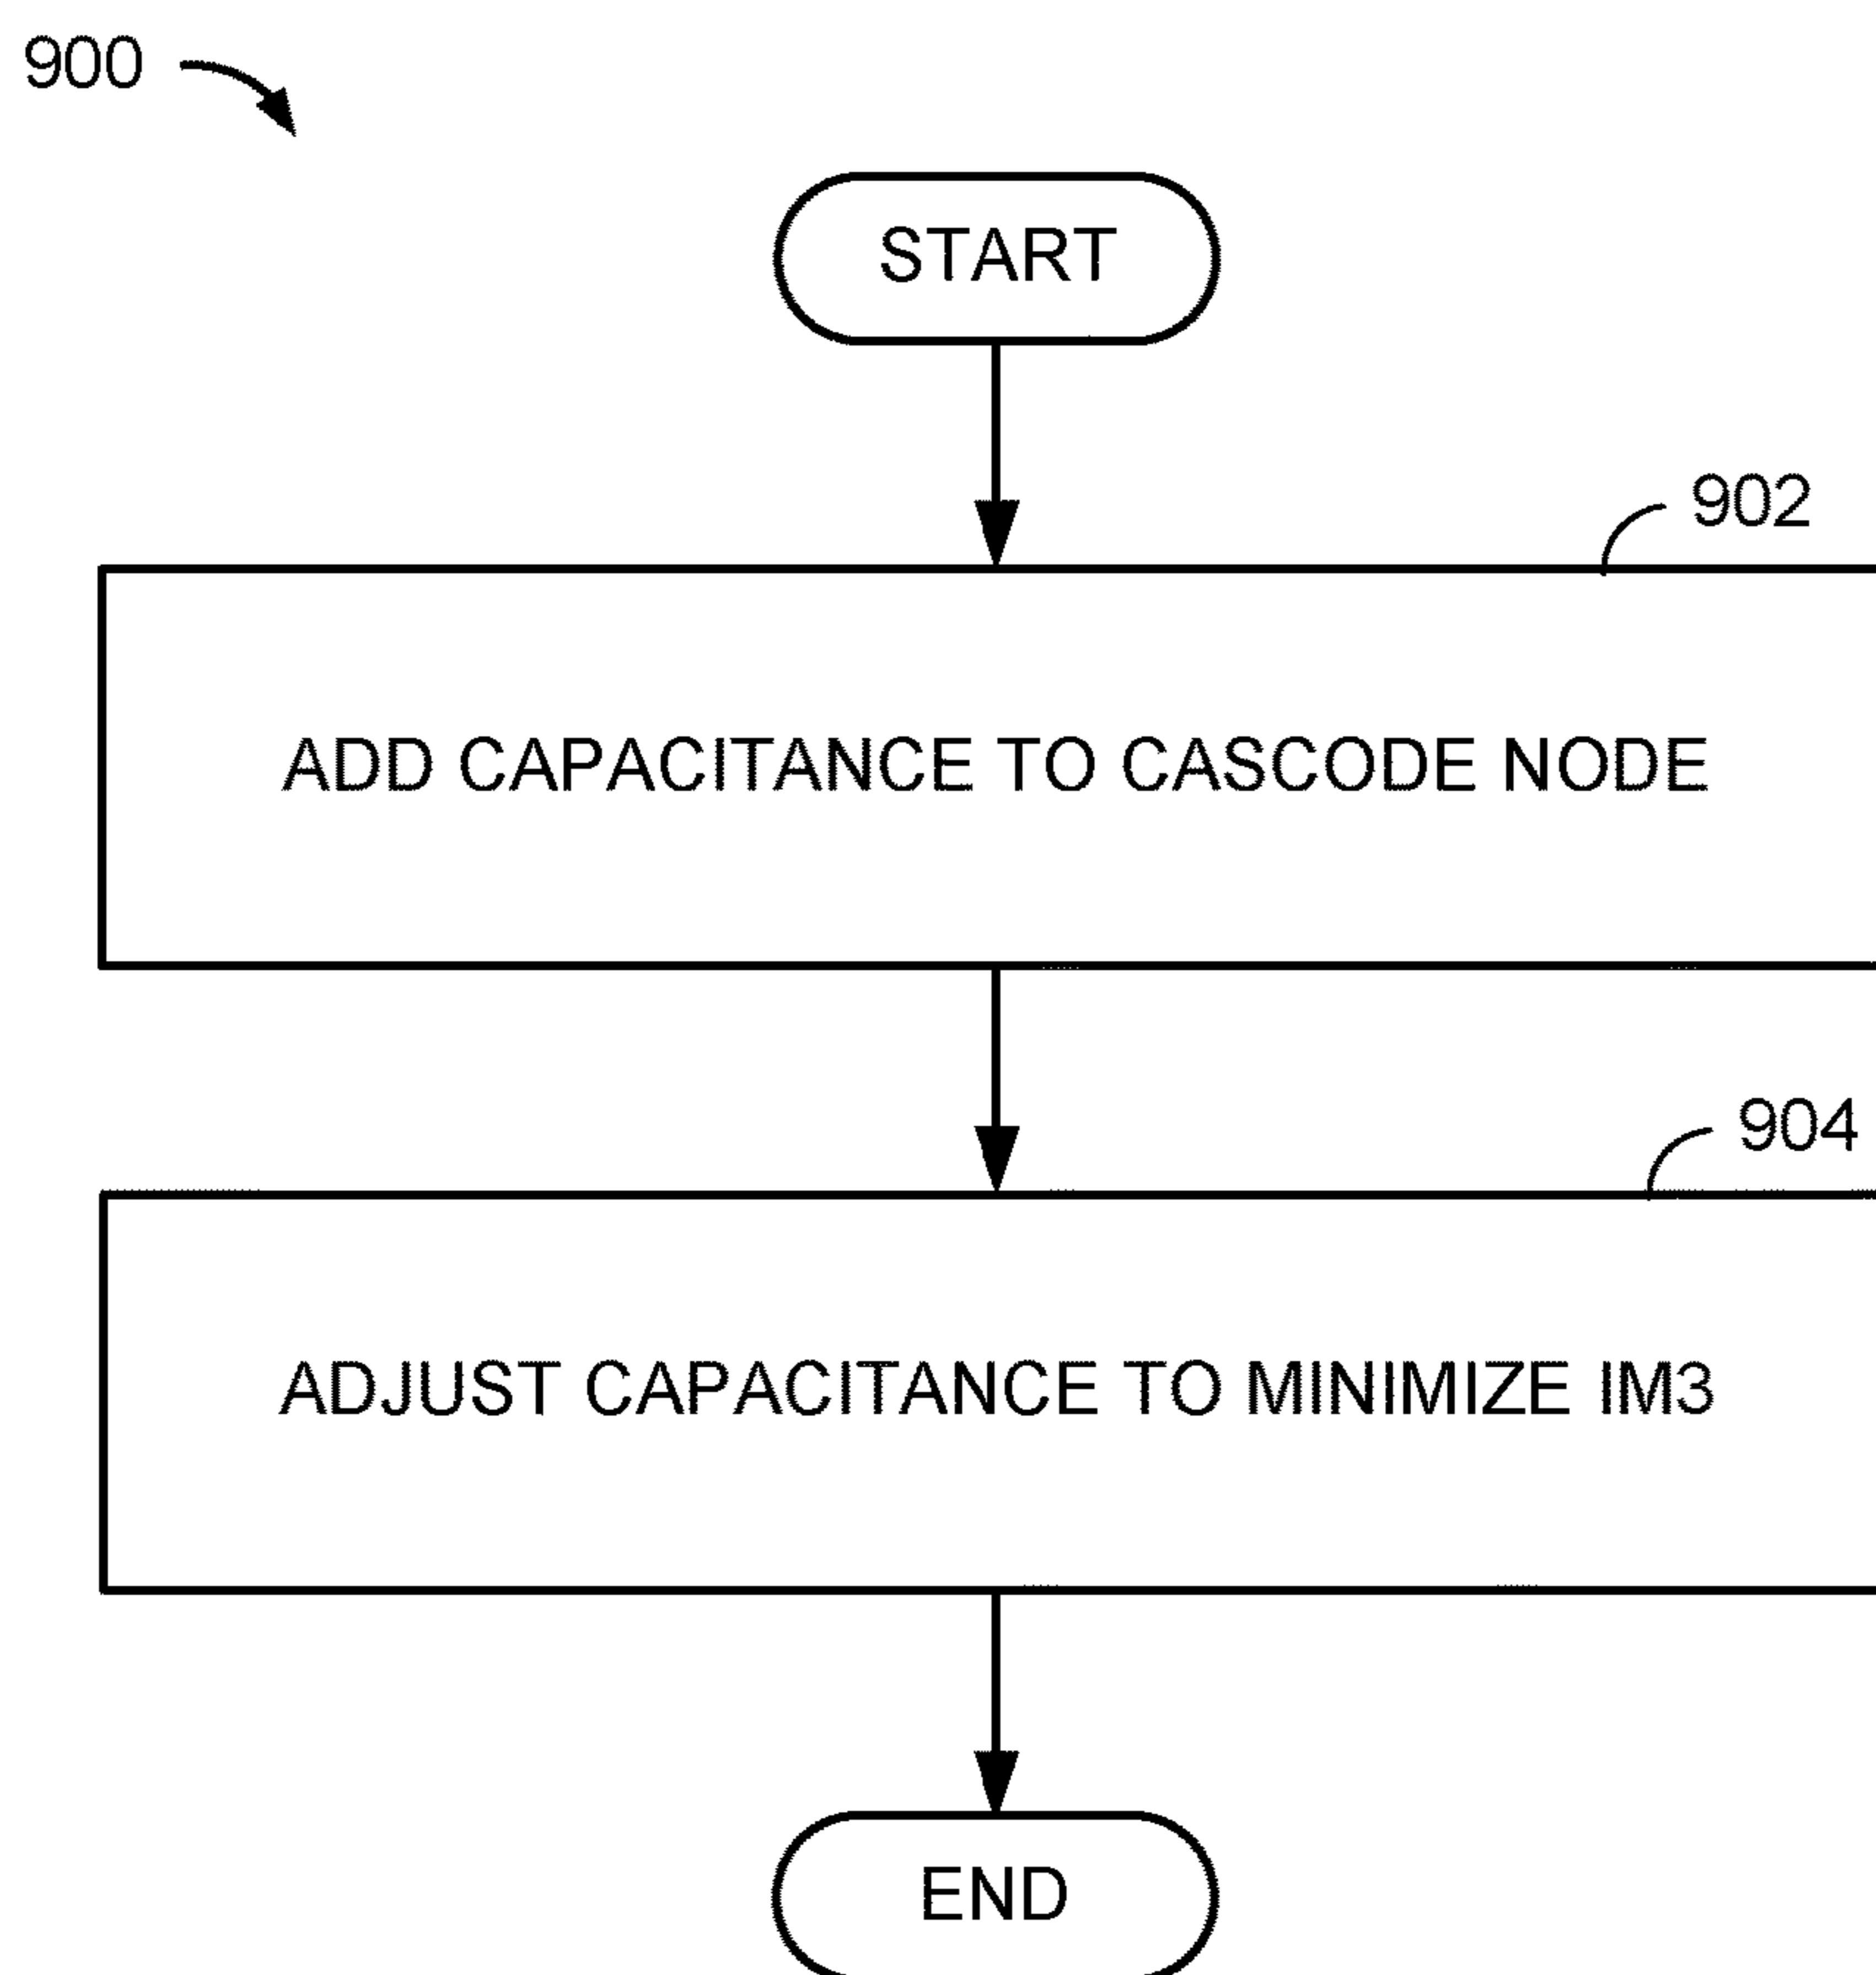 900
START
902
ADD CAPACITANCE TO CASCODE NODE
904
ADJUST CAPACITANCE TO MINIMIZE IM3
END